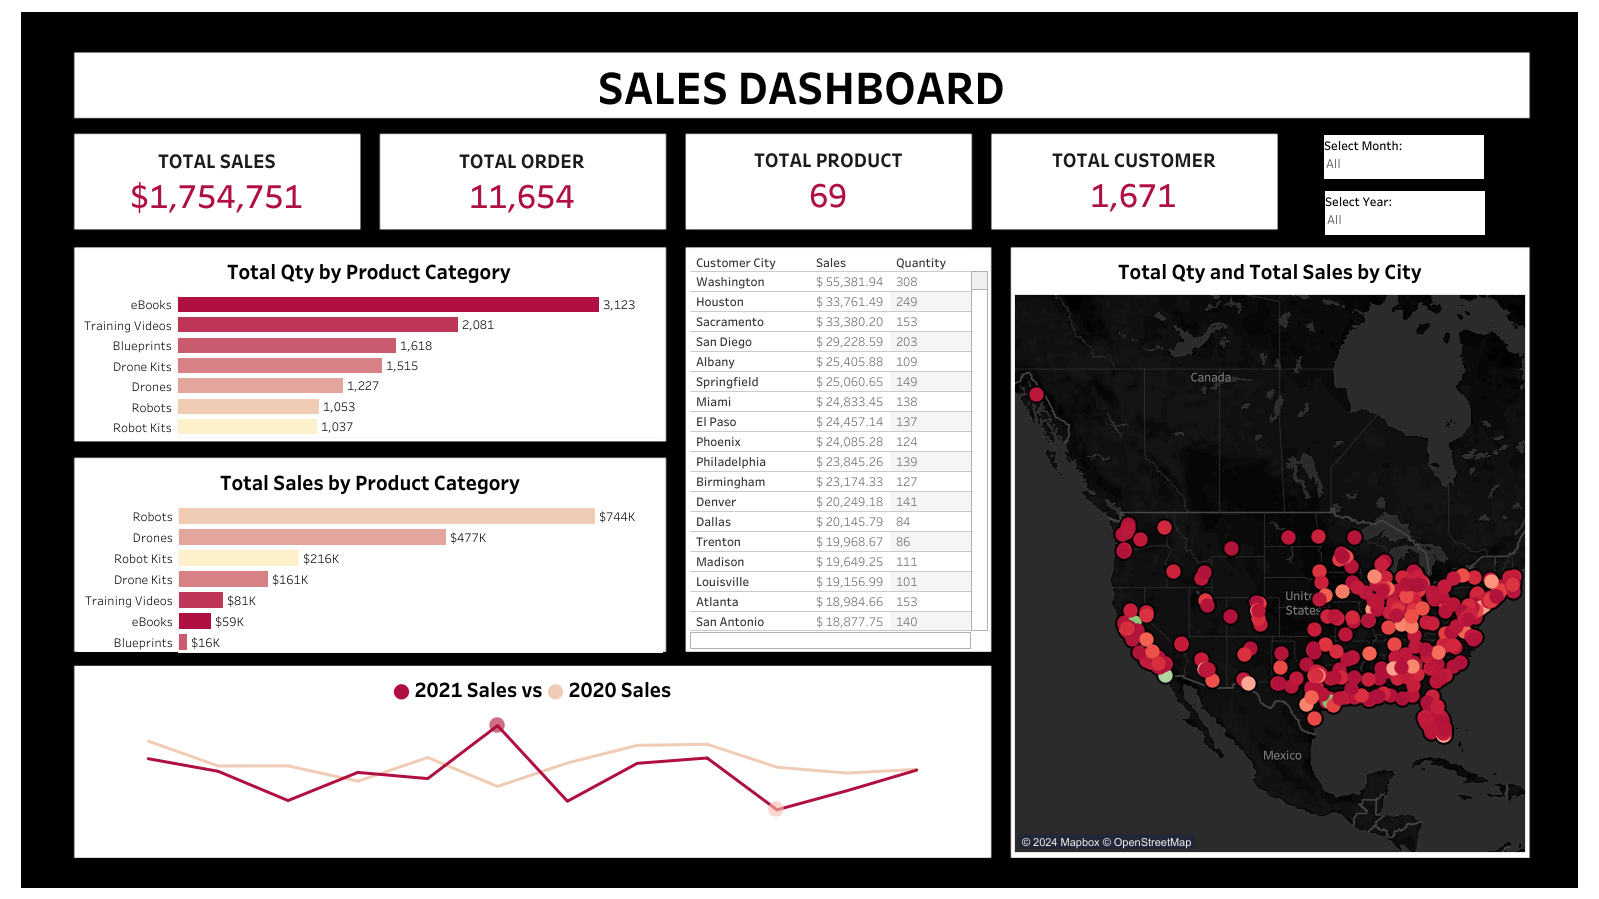 SALES DASHBOARD
TOTAL SALES
$1,754,751
TOTAL ORDER
11,654
TOTAL PRODUCT
69
TOTAL CUSTOMER
1,671
Select Month:
All
Select Year:
All
Total Qty by Product Category
eBooks 3,123
Training Videos 2,081
Blueprints 1,618
Drone Kits 1,515
Drones 1,227
Robots 1,053
Robot Kits 1,037
Total Sales by Product Category
Robots $744K
Drones $477K
Robot Kits $216K
Drone Kits $161K
Training Videos $81K
eBooks $59K
Blueprints $16K
2021 Sales vs 2020 Sales
Customer City Sales Quantity
Washington $ 55,381.94 308
Houston $ 33,761.49 249
Sacramento $ 33,380.20 153
San Diego $ 29,228.59 203
Albany $ 25,405.88 109
Springfield $ 25,060.65 149
Miami $ 24,833.45 138
El Paso $ 24,457.14 137
Phoenix $ 24,085.28 124
Philadelphia $ 23,845.26 139
Birmingham $ 23,174.33 127
Denver $ 20,249.18 141
Dallas $ 20,145.79 84
Trenton $ 19,968.67 86
Madison $ 19,649.25 111
Louisville $ 19,156.99 101
Atlanta $ 18,984.66 153
San Antonio $ 18,877.75 140
Total Qty and Total Sales by City
Canada
United
States
Mexico
© 2024 Mapbox © OpenStreetMap